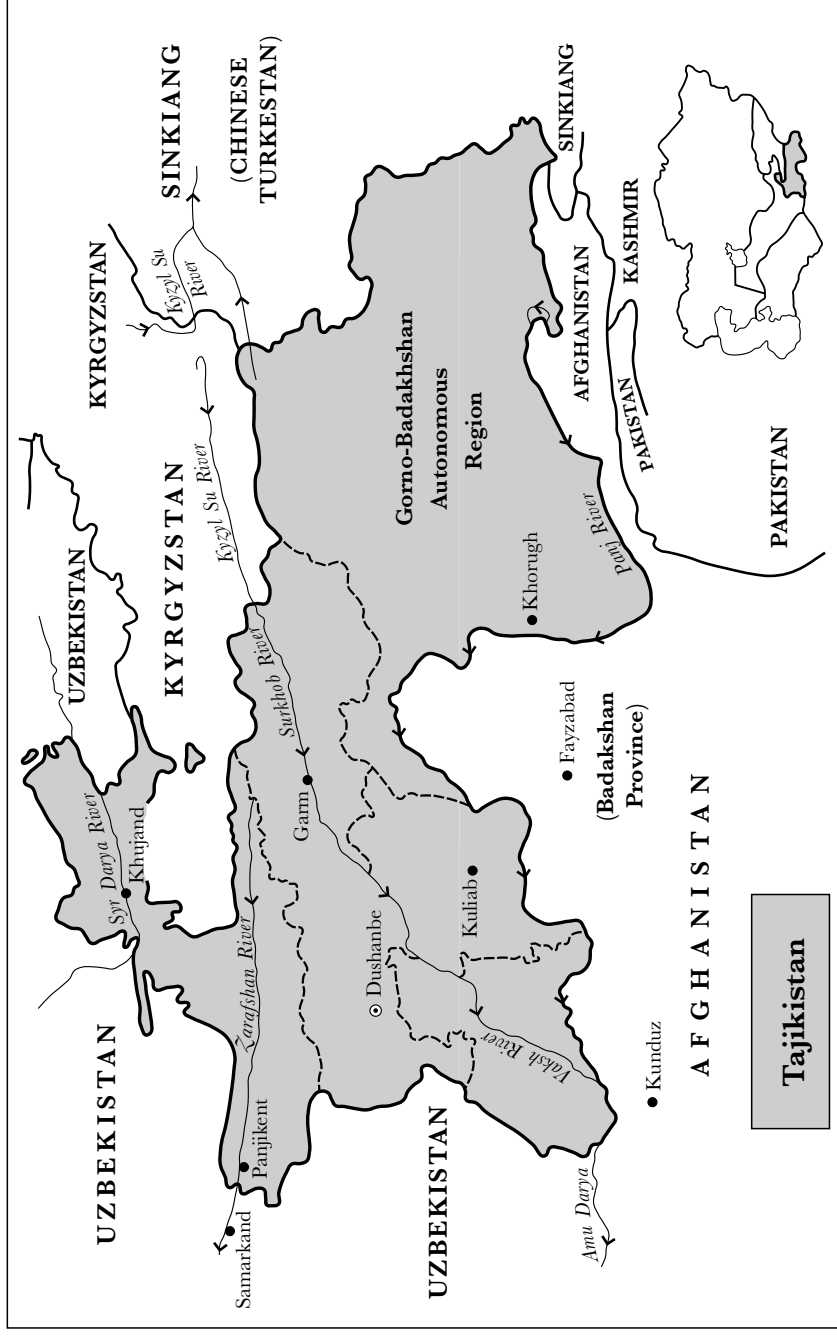 UZBEKISTAN
KYRGYZSTAN
UZBEKISTAN
KYRGYZSTAN
SINKIANG
(CHINESE
TURKESTAN)
Syr Darya River
Khujand
Kyzyl Su
River
Kyzyl Su River
Samarkand
Panjikent
Zarafshan River
Surkhob River
Garm
Dushanbe
Gorno-Badakhshan
Autonomous
Region
UZBEKISTAN
Vaksh River
Kuliab
Khorugh
Panj River
SINKIANG
AFGHANISTAN
KASHMIR
PAKISTAN
PAKISTAN
Fayzabad
(Badakshan
Province)
Amu Darya
Kunduz
AFGHANISTAN
Tajikistan